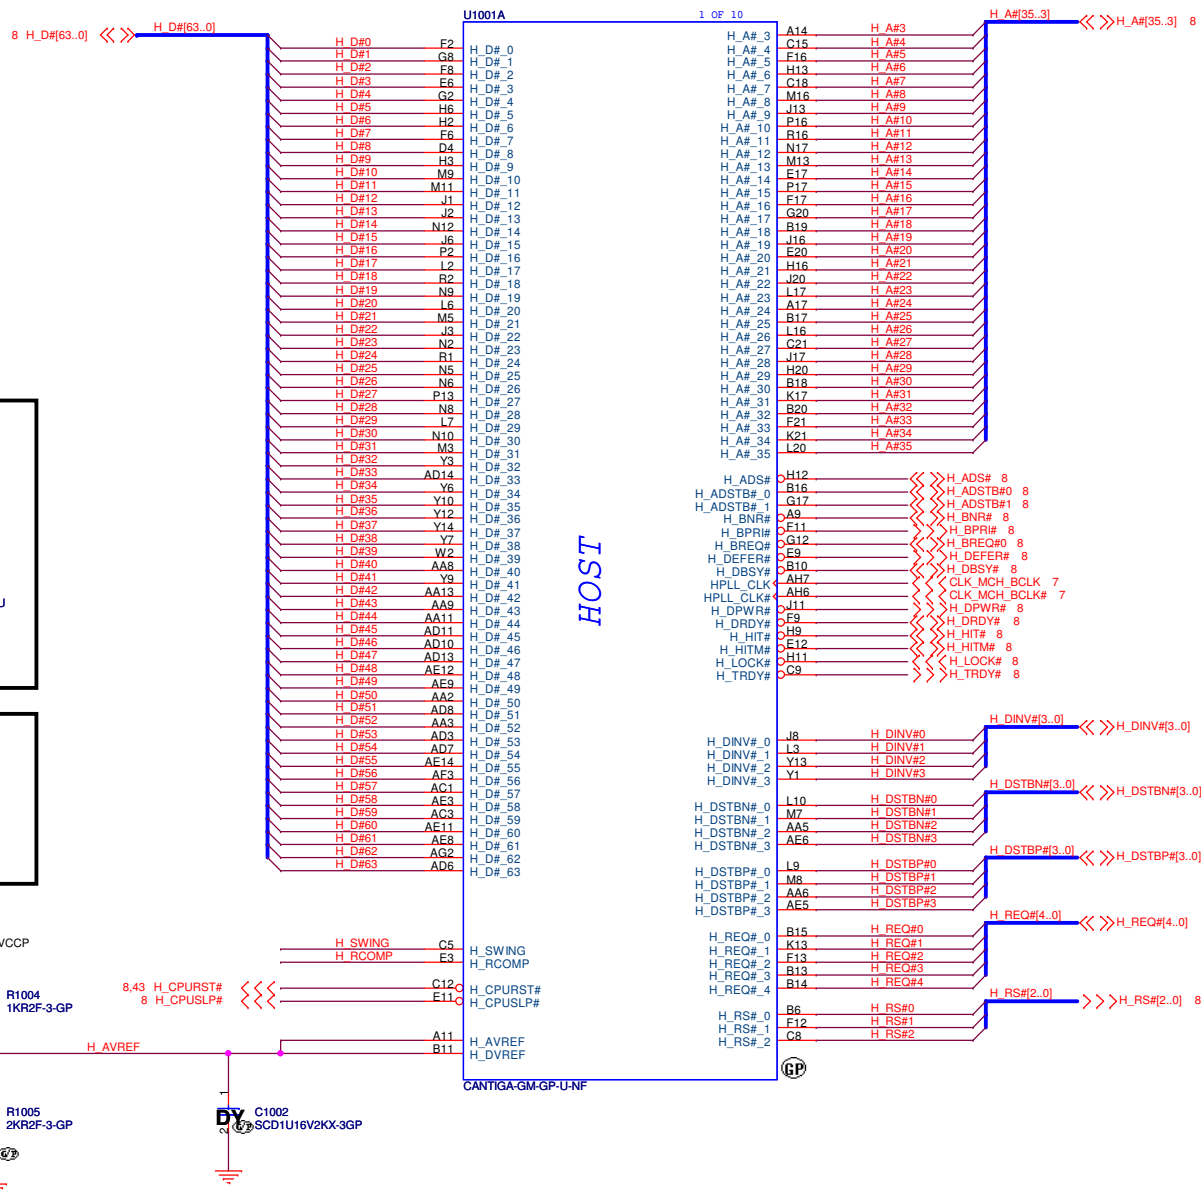 U1001A
1 OF 10
8 H_D#[63..0]
H_D#[63..0]
H_A#[35..3]
H_A#[35..3] 8
H_D#0 F2 H_D#_0
H_D#1 G8 H_D#_1
H_D#2 F8 H_D#_2
H_D#3 E6 H_D#_3
H_D#4 G2 H_D#_4
H_D#5 H6 H_D#_5
H_D#6 H2 H_D#_6
H_D#7 F6 H_D#_7
H_D#8 D4 H_D#_8
H_D#9 H3 H_D#_9
H_D#10 M9 H_D#_10
H_D#11 M11 H_D#_11
H_D#12 J1 H_D#_12
H_D#13 J2 H_D#_13
H_D#14 N12 H_D#_14
H_D#15 J6 H_D#_15
H_D#16 P2 H_D#_16
H_D#17 L2 H_D#_17
H_D#18 R2 H_D#_18
H_D#19 N9 H_D#_19
H_D#20 L6 H_D#_20
H_D#21 M5 H_D#_21
H_D#22 J3 H_D#_22
H_D#23 N2 H_D#_23
H_D#24 R1 H_D#_24
H_D#25 N5 H_D#_25
H_D#26 N6 H_D#_26
H_D#27 P13 H_D#_27
H_D#28 N8 H_D#_28
H_D#29 L7 H_D#_29
H_D#30 N10 H_D#_30
H_D#31 M3 H_D#_31
H_D#32 Y3 H_D#_32
H_D#33 AD14 H_D#_33
H_D#34 Y6 H_D#_34
H_D#35 Y10 H_D#_35
H_D#36 Y12 H_D#_36
H_D#37 Y14 H_D#_37
H_D#38 Y7 H_D#_38
H_D#39 W2 H_D#_39
H_D#40 AA8 H_D#_40
H_D#41 Y9 H_D#_41
H_D#42 AA13 H_D#_42
H_D#43 AA9 H_D#_43
H_D#44 AA11 H_D#_44
H_D#45 AD11 H_D#_45
H_D#46 AD10 H_D#_46
H_D#47 AD13 H_D#_47
H_D#48 AE12 H_D#_48
H_D#49 AE9 H_D#_49
H_D#50 AA2 H_D#_50
H_D#51 AD8 H_D#_51
H_D#52 AA3 H_D#_52
H_D#53 AD3 H_D#_53
H_D#54 AD7 H_D#_54
H_D#55 AE14 H_D#_55
H_D#56 AF3 H_D#_56
H_D#57 AC1 H_D#_57
H_D#58 AE3 H_D#_58
H_D#59 AC3 H_D#_59
H_D#60 AE11 H_D#_60
H_D#61 AE8 H_D#_61
H_D#62 AG2 H_D#_62
H_D#63 AD6 H_D#_63
H_SWING C5 H_SWING
H_RCOMP E3 H_RCOMP
8,43 H_CPURST# C12 H_CPURST#
8 H_CPUSLP# E11 H_CPUSLP#
A11 H_AVREF
H_AVREF B11 H_DVREF
HOST
H_A#_3 A14 H_A#3
H_A#_4 C15 H_A#4
H_A#_5 F16 H_A#5
H_A#_6 H13 H_A#6
H_A#_7 C18 H_A#7
H_A#_8 M16 H_A#8
H_A#_9 J13 H_A#9
H_A#_10 P16 H_A#10
H_A#_11 R16 H_A#11
H_A#_12 N17 H_A#12
H_A#_13 M13 H_A#13
H_A#_14 E17 H_A#14
H_A#_15 P17 H_A#15
H_A#_16 F17 H_A#16
H_A#_17 G20 H_A#17
H_A#_18 B19 H_A#18
H_A#_19 J16 H_A#19
H_A#_20 E20 H_A#20
H_A#_21 H16 H_A#21
H_A#_22 J20 H_A#22
H_A#_23 L17 H_A#23
H_A#_24 A17 H_A#24
H_A#_25 B17 H_A#25
H_A#_26 L16 H_A#26
H_A#_27 C21 H_A#27
H_A#_28 J17 H_A#28
H_A#_29 H20 H_A#29
H_A#_30 B18 H_A#30
H_A#_31 K17 H_A#31
H_A#_32 B20 H_A#32
H_A#_33 F21 H_A#33
H_A#_34 K21 H_A#34
H_A#_35 L20 H_A#35
H_ADS# H12 H_ADS# 8
H_ADSTB#_0 B16 H_ADSTB#0 8
H_ADSTB#_1 G17 H_ADSTB#1 8
H_BNR# A9 H_BNR# 8
H_BPRI# F11 H_BPRI# 8
H_BREQ# G12 H_BREQ#0 8
H_DEFER# E9 H_DEFER# 8
H_DBSY# B10 H_DBSY# 8
HPLL_CLK AH7 CLK_MCH_BCLK 7
HPLL_CLK# AH6 CLK_MCH_BCLK# 7
H_DPWR# J11 H_DPWR# 8
H_DRDY# F9 H_DRDY# 8
H_HIT# H9 H_HIT# 8
H_HITM# E12 H_HITM# 8
H_LOCK# H11 H_LOCK# 8
H_TRDY# C9 H_TRDY# 8
H_DINV#[3..0] H_DINV#[3..0] 8
H_DINV#_0 J8 H_DINV#0
H_DINV#_1 L3 H_DINV#1
H_DINV#_2 Y13 H_DINV#2
H_DINV#_3 Y1 H_DINV#3
H_DSTBN#[3..0] H_DSTBN#[3..0]
H_DSTBN#_0 L10 H_DSTBN#0
H_DSTBN#_1 M7 H_DSTBN#1
H_DSTBN#_2 AA5 H_DSTBN#2
H_DSTBN#_3 AE6 H_DSTBN#3
H_DSTBP#[3..0] H_DSTBP#[3..0]
H_DSTBP#_0 L9 H_DSTBP#0
H_DSTBP#_1 M8 H_DSTBP#1
H_DSTBP#_2 AA6 H_DSTBP#2
H_DSTBP#_3 AE5 H_DSTBP#3
H_REQ#[4..0] H_REQ#[4..0]
H_REQ#_0 B15 H_REQ#0
H_REQ#_1 K13 H_REQ#1
H_REQ#_2 F13 H_REQ#2
H_REQ#_3 B13 H_REQ#3
H_REQ#_4 B14 H_REQ#4
H_RS#[2..0] H_RS#[2..0] 8
H_RS#_0 B6 H_RS#0
H_RS#_1 F12 H_RS#1
H_RS#_2 C8 H_RS#2
GP
CANTIGA-GM-GP-U-NF
U
VCCP
R1004
1KR2F-3-GP
R1005
2KR2F-3-GP
GP
1
DY
2
GP
C1002
SCD1U16V2KX-3GP